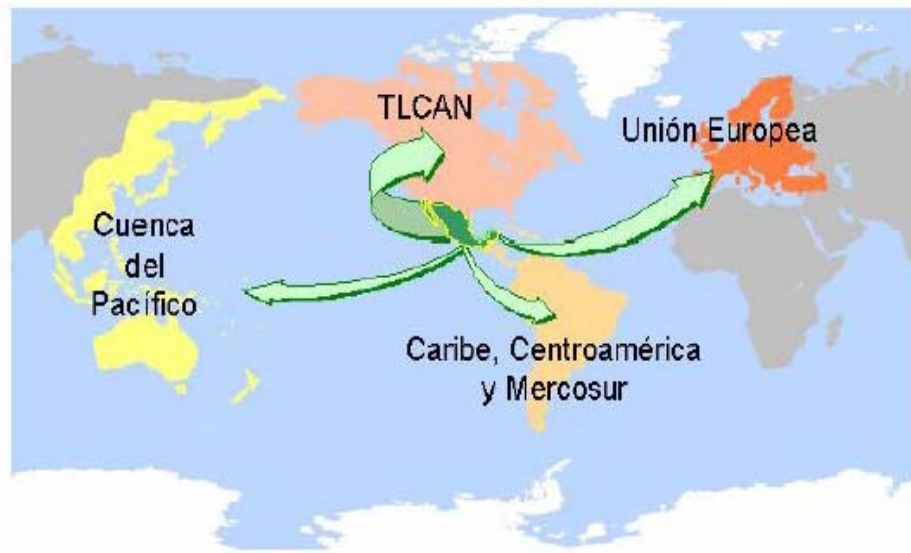 TLCAN
Unión Europea
Cuenca
del
Pacífico
Caribe, Centroamérica
y Mercosur